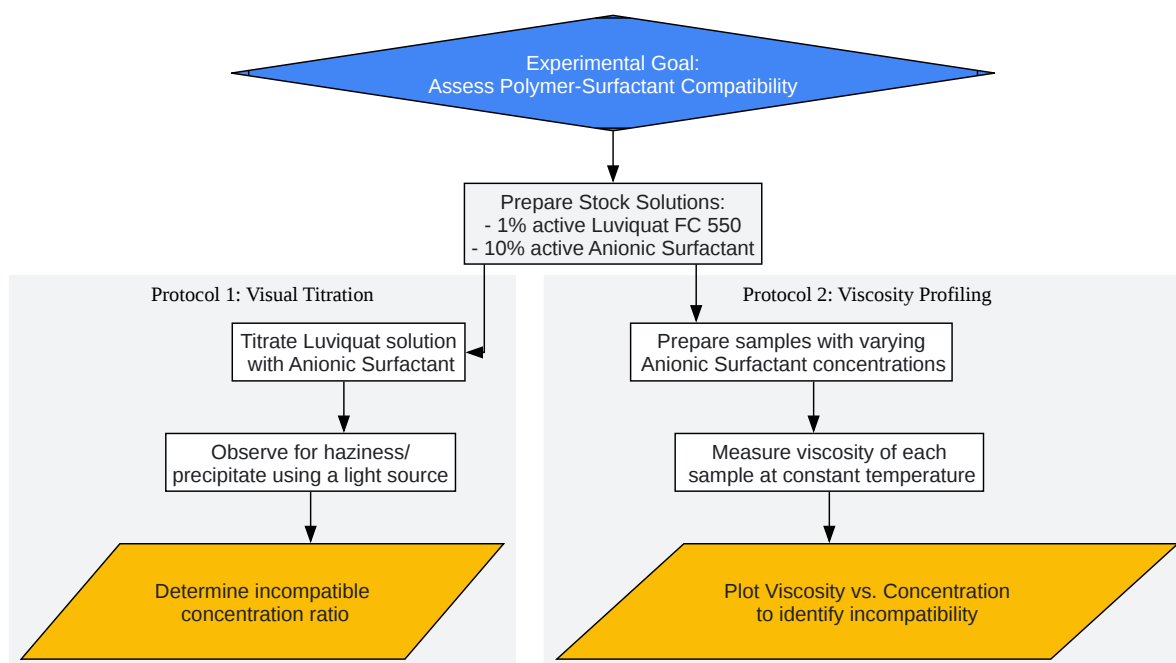 Experimental Goal:
Assess Polymer-Surfactant Compatibility
Prepare Stock Solutions:
- 1% active Luviquat FC 550
- 10% active Anionic Surfactant
Protocol 1: Visual Titration
Titrate Luviquat solution
with Anionic Surfactant
Observe for haziness/
precipitate using a light source
Determine incompatible
concentration ratio
Protocol 2: Viscosity Profiling
Prepare samples with varying
Anionic Surfactant concentrations
Measure viscosity of each
sample at constant temperature
Plot Viscosity vs. Concentration
to identify incompatibility